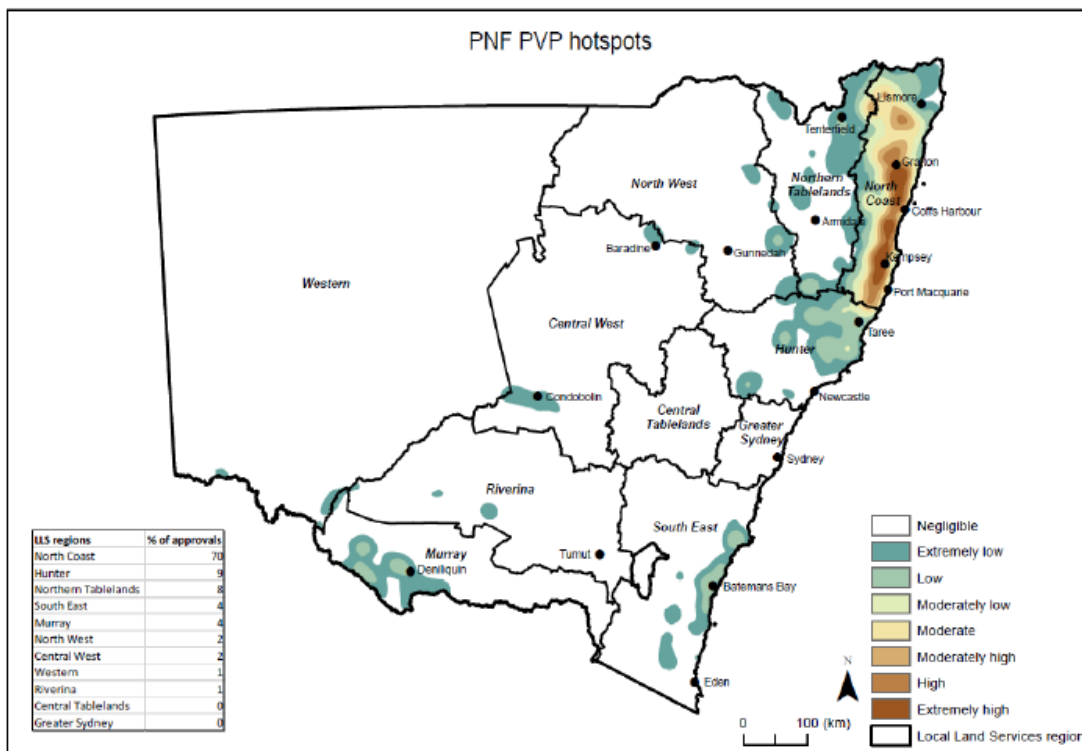 PNF PVP hotspots
Lismore
Tenterfield
Grafton
North West
Northern
Tablelands
North
Coast
Armidale
Coffs Harbour
Baradine
Gunnedah
Kempsey
Western
Port Macquarie
Central West
Taree
Hunter
Condobolin
Newcastle
Central
Tablelands
Greater
Sydney
Sydney
Riverina
South East
Murray
Deniliquin
Tumut
Batemans Bay
Eden
LLS regions % of approvals
North Coast 70
Hunter 9
Northern Tablelands 8
South East 4
Murray 4
North West 2
Central West 2
Western 1
Riverina 1
Central Tablelands 0
Greater Sydney 0
N
0 100 (km)
Negligible
Extremely low
Low
Moderately low
Moderate
Moderately high
High
Extremely high
Local Land Services region